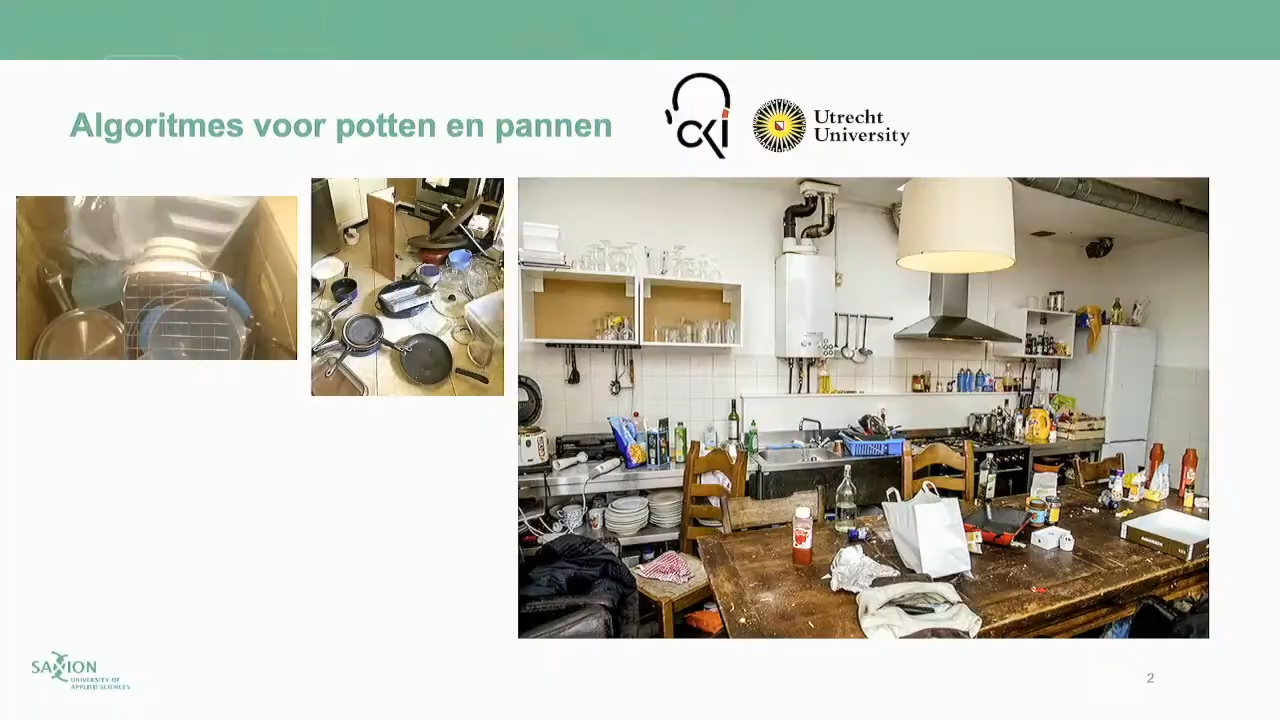 Algoritmes voor potten en pannen
CKI
Utrecht
University
SAXION
UNIVERSITY OF
APPLIED SCIENCES
2